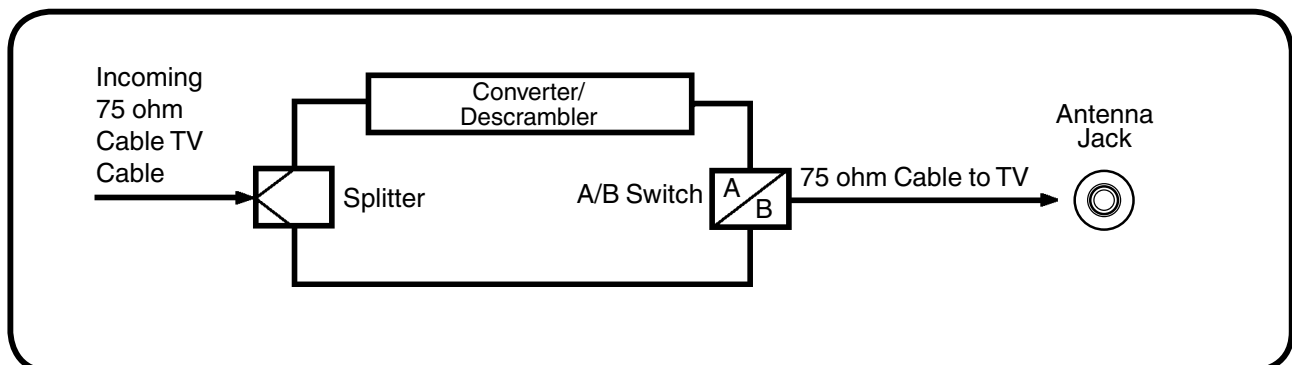 Incoming
75 ohm
Cable TV
Cable
Converter/
Descrambler
Splitter
A/B Switch
A
B
75 ohm Cable to TV
Antenna
Jack